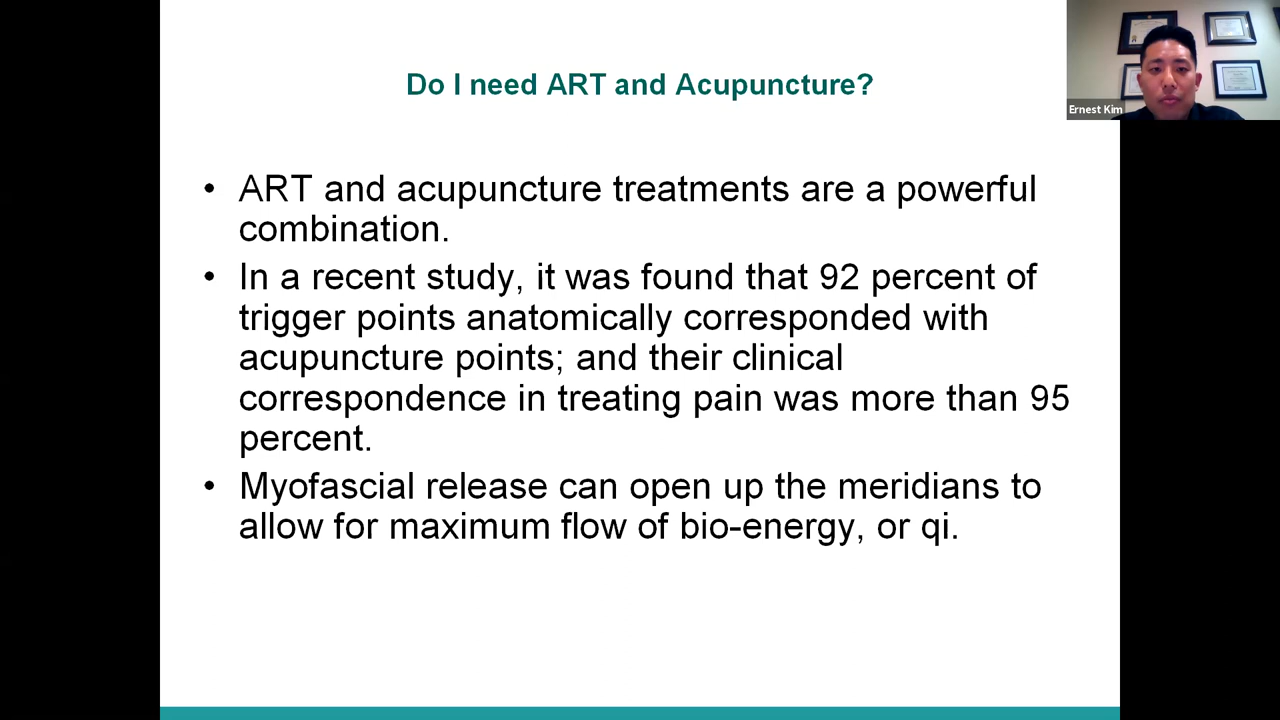 Do I need ART and Acupuncture?
Ernest Kim
• ART and acupuncture treatments are a powerful
combination.
• In a recent study, it was found that 92 percent of
trigger points anatomically corresponded with
acupuncture points; and their clinical
correspondence in treating pain was more than 95
percent.
• Myofascial release can open up the meridians to
allow for maximum flow of bio-energy, or qi.